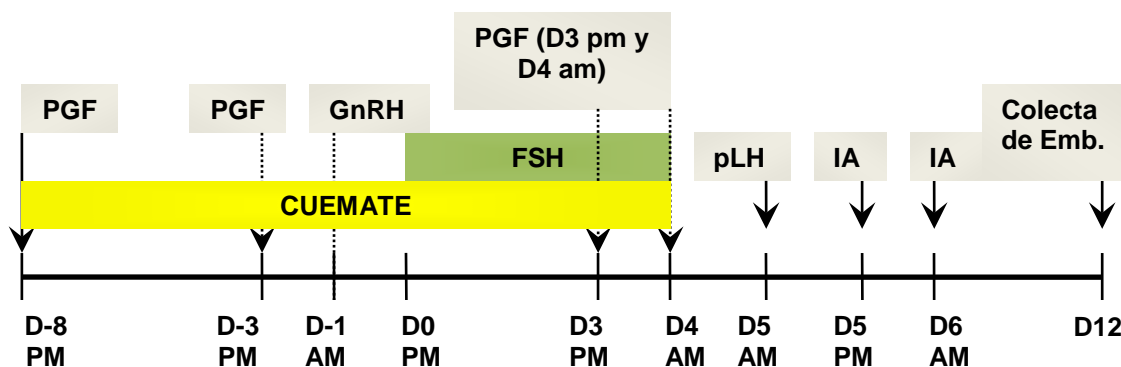 PGF (D3 pm y
D4 am)
PGF
PGF
GnRH
Colecta
de Emb.
FSH
pLH
IA
IA
CUEMATE
D-8
PM
D-3
PM
D-1
AM
D0
PM
D3
PM
D4
AM
D5
AM
D5
PM
D6
AM
D12